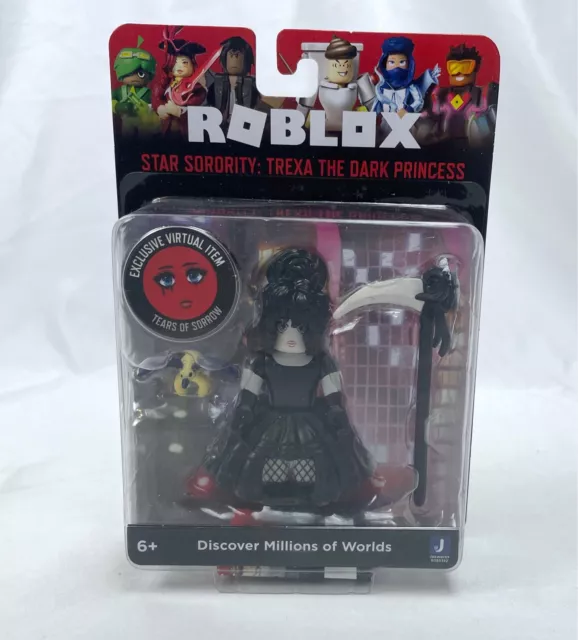 ROBLOX
STAR SORORITY: TREXA THE DARK PRINCESS
EXCLUSIVE VIRTUAL ITEM
TEARS OF SORROW
6+
Discover Millions of Worlds
J